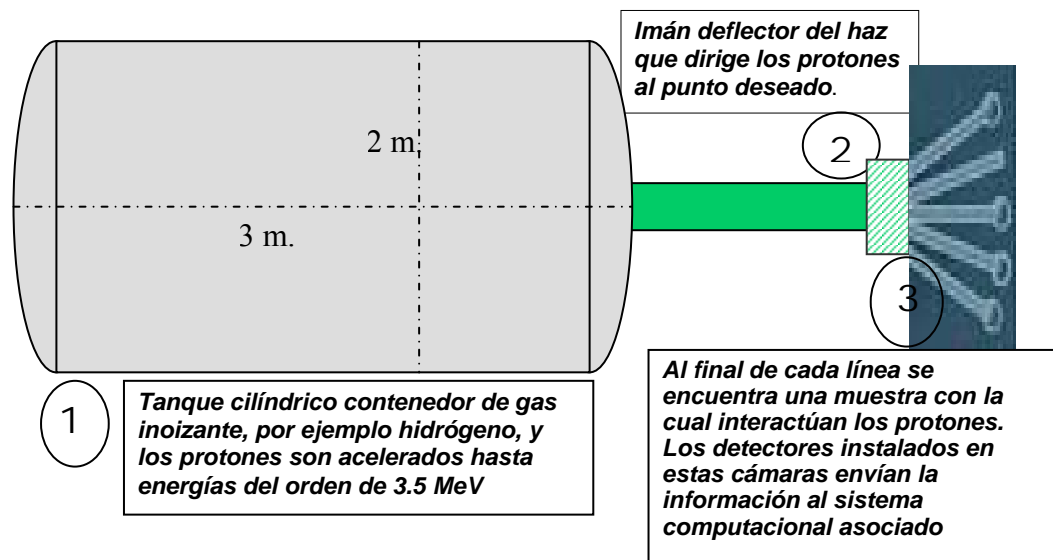 Imán deflector del haz
que dirige los protones
al punto deseado.
2 m
3 m.
2
3
1
Tanque cilíndrico contenedor de gas
inoizante, por ejemplo hidrógeno, y
los protones son acelerados hasta
energías del orden de 3.5 MeV
Al final de cada línea se
encuentra una muestra con la
cual interactúan los protones.
Los detectores instalados en
estas cámaras envían la
información al sistema
computacional asociado